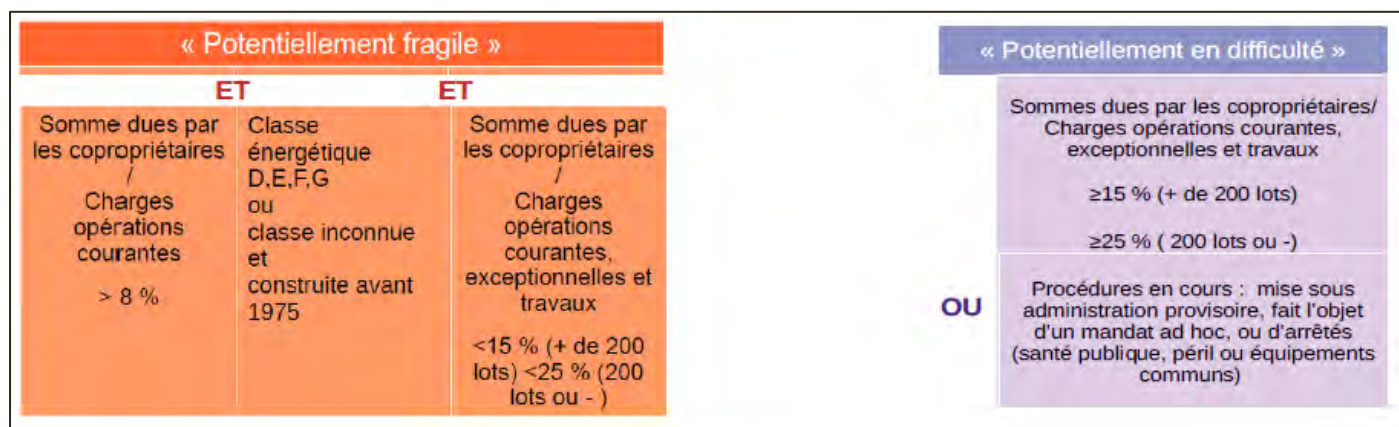 « Potentiellement fragile »
ET
ET
Somme dues par
les copropriétaires
/
Charges
opérations
courantes
> 8 %
Classe
énergétique
D,E,F,G
ou
classe inconnue
et
construite avant
1975
Somme dues par
les copropriétaires
/
Charges
opérations
courantes,
exceptionnelles et
travaux
<15 % (+ de 200
lots) <25 % (200
lots ou - )
« Potentiellement en difficulté »
Sommes dues par les copropriétaires/
Charges opérations courantes,
exceptionnelles et travaux
≥15 % (+ de 200 lots)
≥25 % ( 200 lots ou -)
OU
Procédures en cours : mise sous
administration provisoire, fait l'objet
d'un mandat ad hoc, ou d'arrêtés
(santé publique, péril ou équipements
communs)